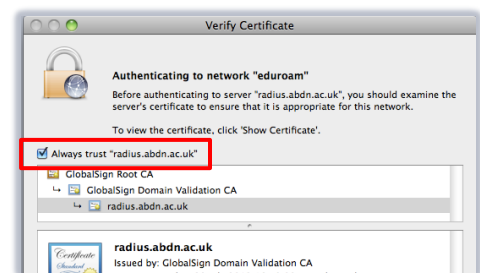 Verify Certificate
Authenticating to network "eduroam"
Before authenticating to server "radius.abdn.ac.uk", you should examine the
server's certificate to ensure that it is appropriate for this network.
To view the certificate, click 'Show Certificate'.
Always trust "radius.abdn.ac.uk"
GlobalSign Root CA
GlobalSign Domain Validation CA
radius.abdn.ac.uk
Certificate
Standard
radius.abdn.ac.uk
Issued by: GlobalSign Domain Validation CA